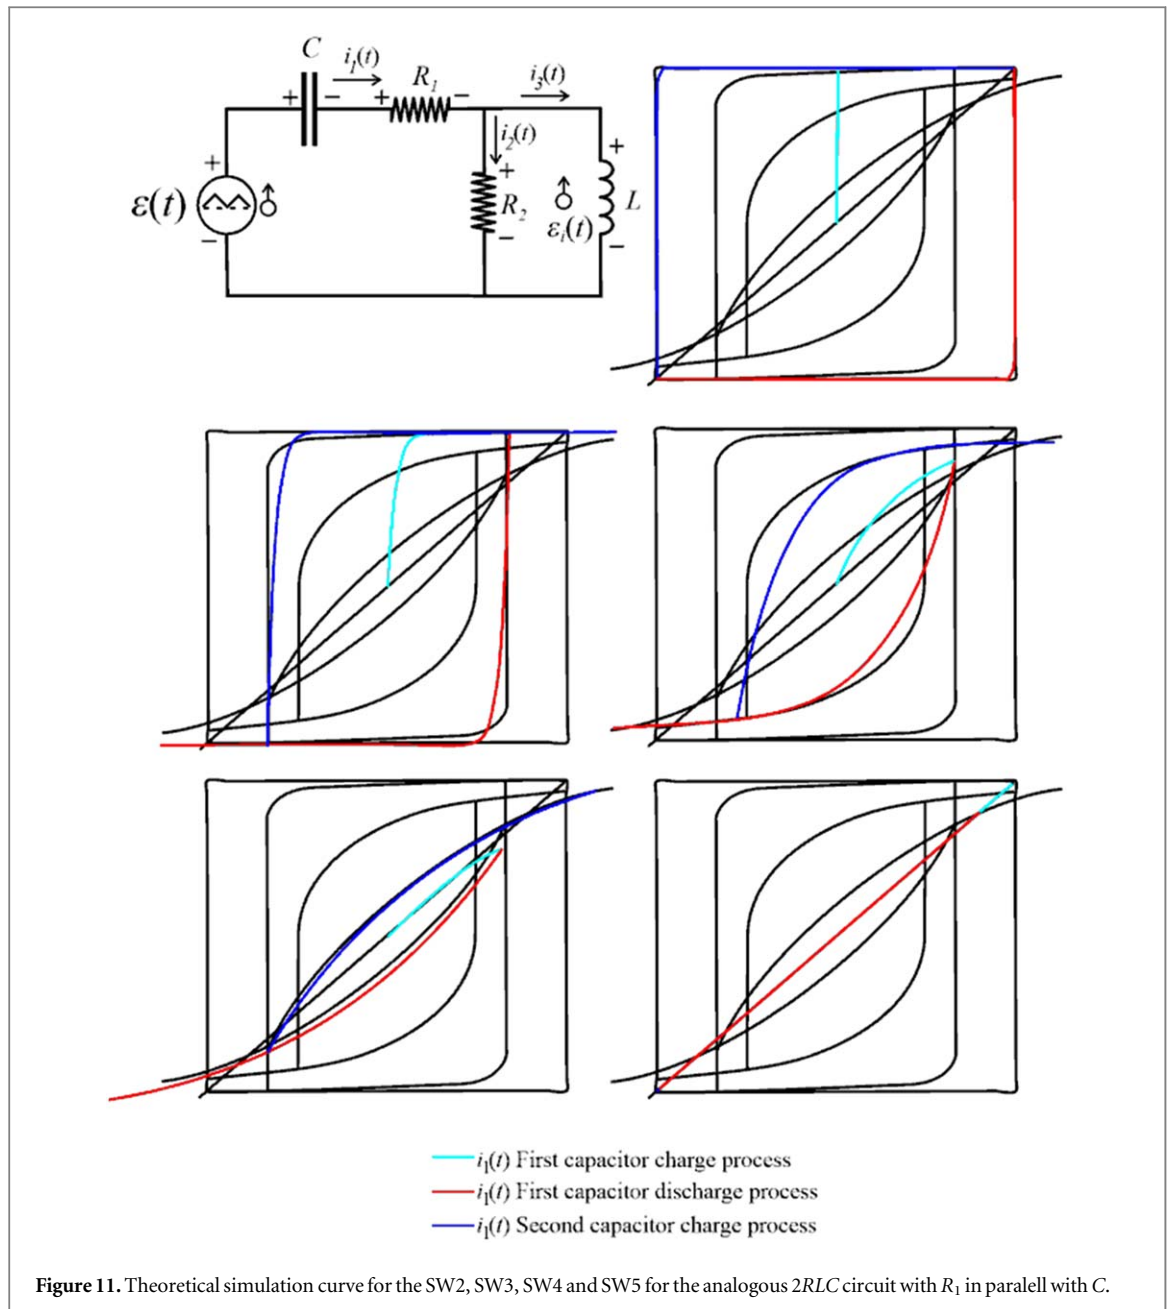 C
i₁(t)
R₁
i₃(t)
+ − + −
i₂(t)
+
+
+
ε(t)
R₂
εᵢ(t)
L
−
−
−
i₁(t) First capacitor charge process
i₁(t) First capacitor discharge process
i₁(t) Second capacitor charge process
Figure 11. Theoretical simulation curve for the SW2, SW3, SW4 and SW5 for the analogous 2RLC circuit with R₁ in paralell with C.